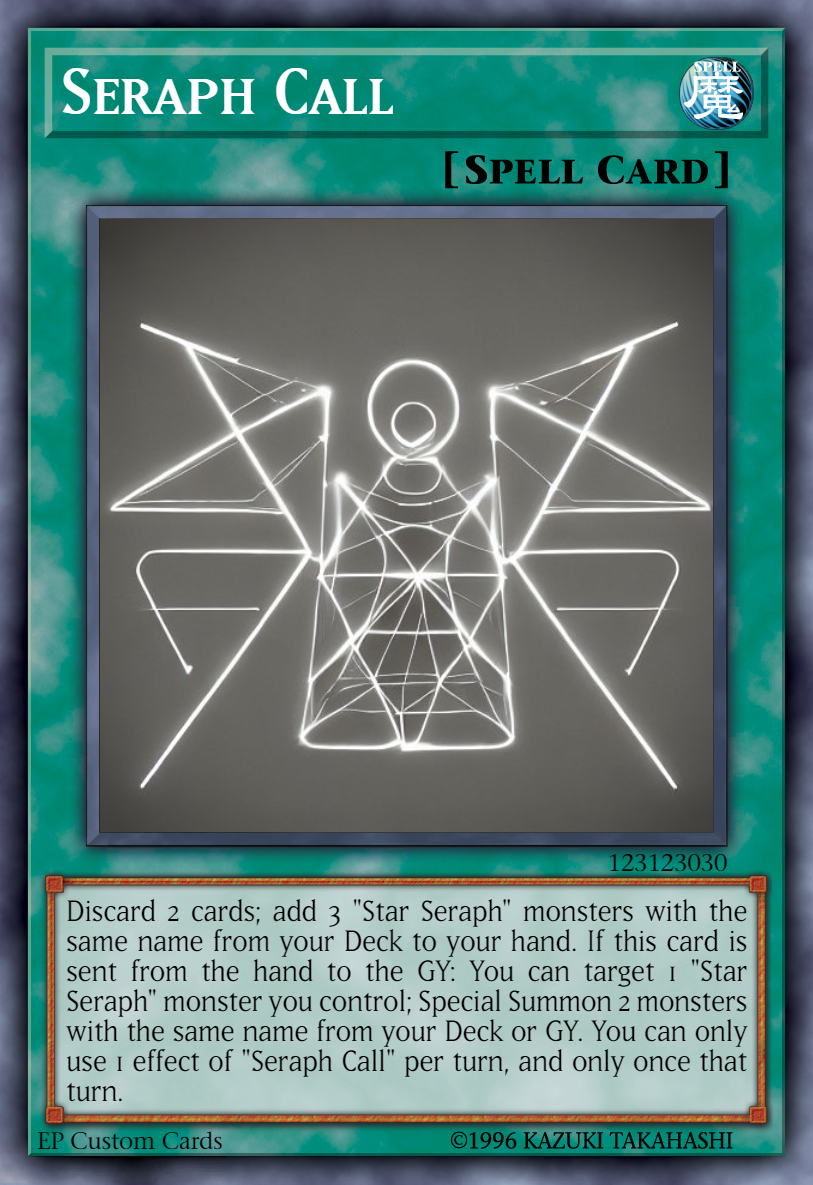 Seraph Call
SPELL
魔
[Spell Card]
123123030
Discard 2 cards; add 3 "Star Seraph" monsters with the
same name from your Deck to your hand. If this card is
sent from the hand to the GY: You can target 1 "Star
Seraph" monster you control; Special Summon 2 monsters
with the same name from your Deck or GY. You can only
use 1 effect of "Seraph Call" per turn, and only once that
turn.
EP Custom Cards
©1996 KAZUKI TAKAHASHI